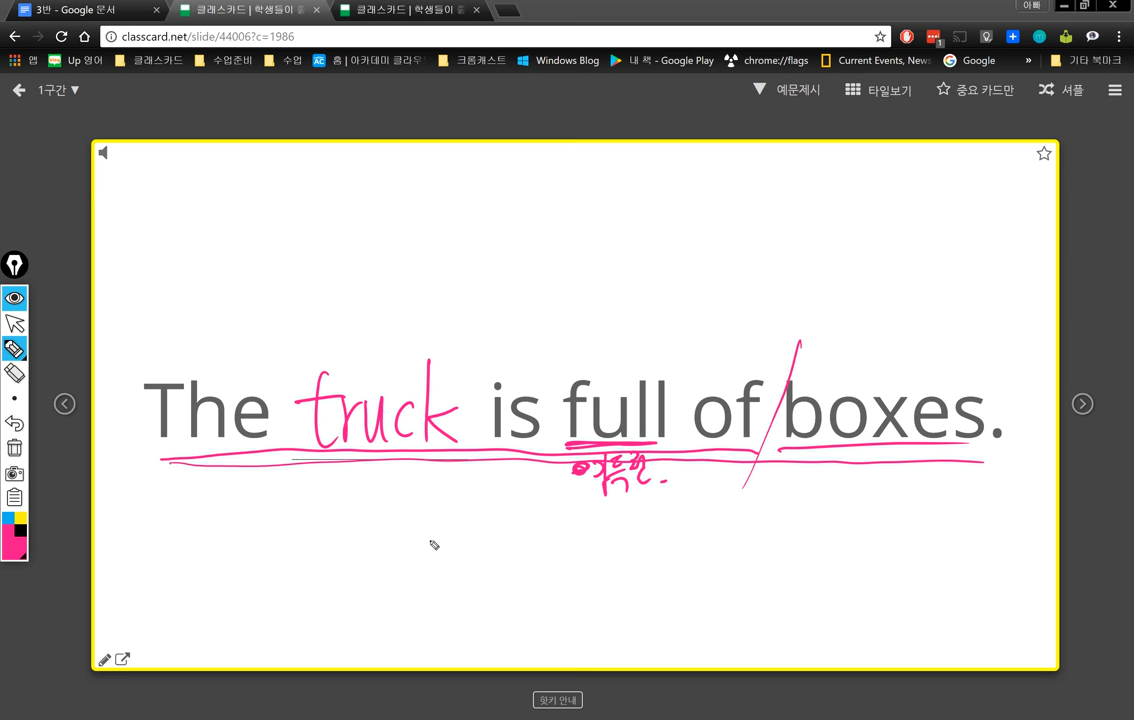 3반 - Google 문서
클래스카드 | 학생들이 좋
클래스카드 | 학생들이 좋
아빠
classcard.net/slide/44006?c=1986
앱 Up 영어 클래스카드 수업준비 수업 홈 | 아카데미 클라우 크롬캐스트 Windows Blog 내 책 - Google Play chrome://flags Current Events, News Google » 기타 북마크
1구간 ▼ ▼ 예문제시 타일보기 중요 카드만 셔플
The truck is full of / boxes.
핫키 안내